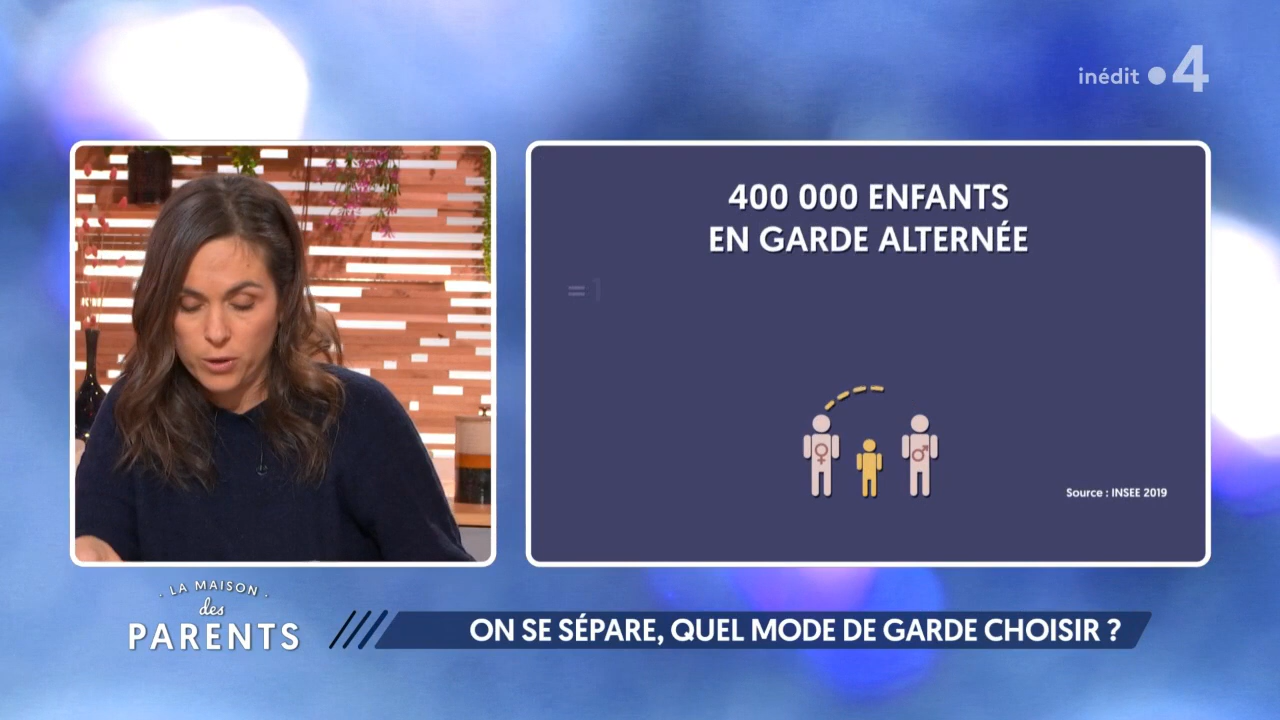 inédit 4
400 000 ENFANTS
EN GARDE ALTERNÉE
= 1
Source : INSEE 2019
· LA MAISON ·
des
PARENTS
ON SE SÉPARE, QUEL MODE DE GARDE CHOISIR ?